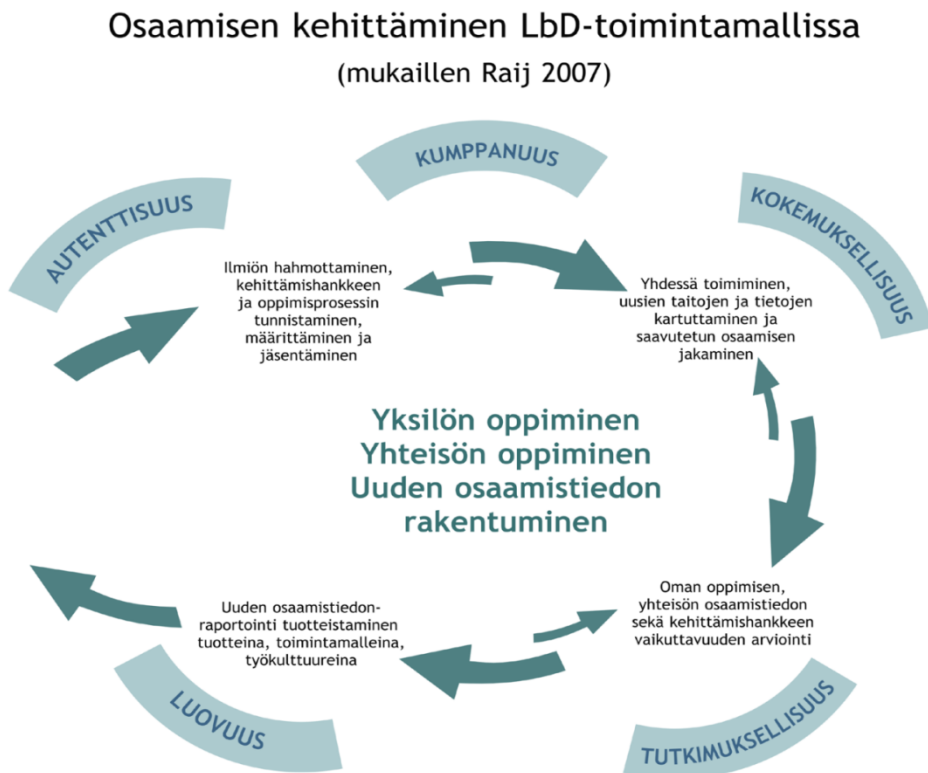 Osaamisen kehittäminen LbD-toimintamallissa
(mukaillen Raij 2007)
KUMPPANUUS
AUTENTTISUUS
KOKEMUKSELLISUUS
Ilmiön hahmottaminen,
kehittämishankkeen
ja oppimisprosessin
tunnistaminen,
määrittäminen ja
jäsentäminen
Yhdessä toimiminen,
uusien taitojen ja tietojen
kartuttaminen ja
saavutetun osaamisen
jakaminen
Yksilön oppiminen
Yhteisön oppiminen
Uuden osaamistiedon
rakentuminen
Oman oppimisen,
yhteisön osaamistiedon
sekä kehittämishankkeen
vaikuttavuuden arviointi
Uuden osaamistiedon-
raportointi tuotteistaminen
tuotteina, toimintamalleina,
työkulttuureina
LUOVUUS
TUTKIMUKSELLISUUS